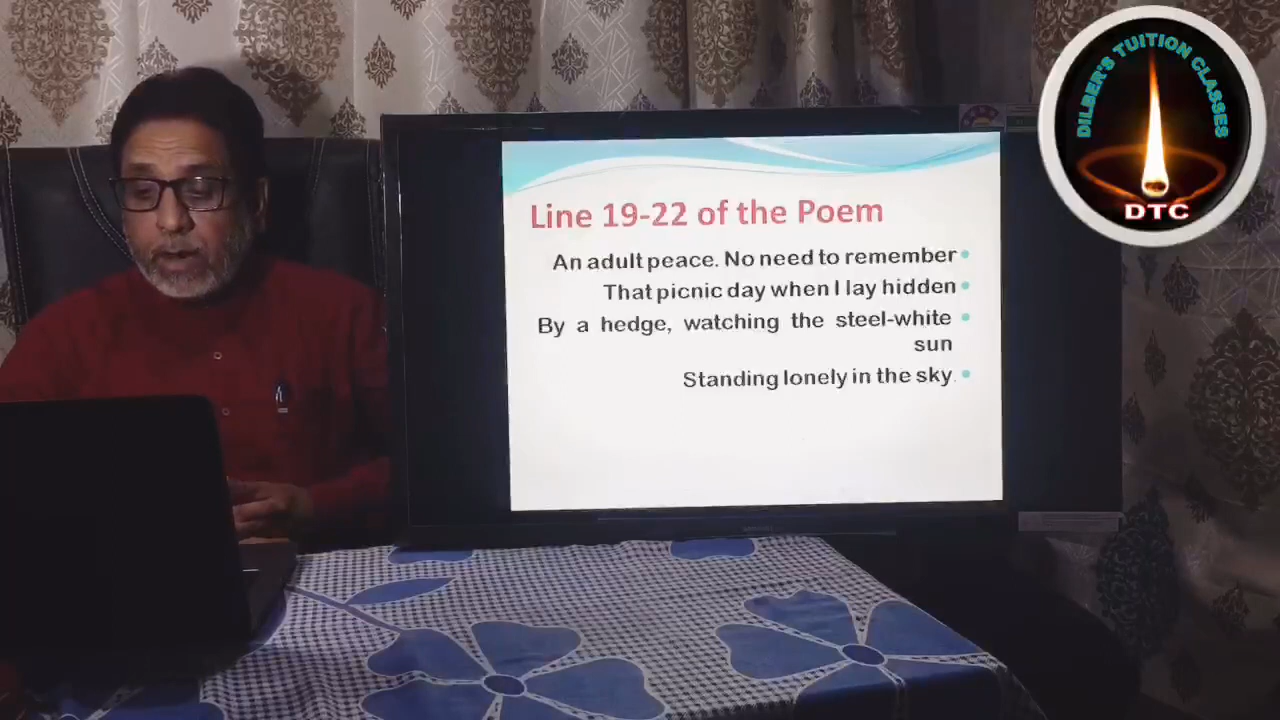 Line 19-22 of the Poem
An adult peace. No need to remember
That picnic day when I lay hidden
By a hedge, watching the steel-white
sun
Standing lonely in the sky.
DILBER'S TUITION CLASSES
DTC